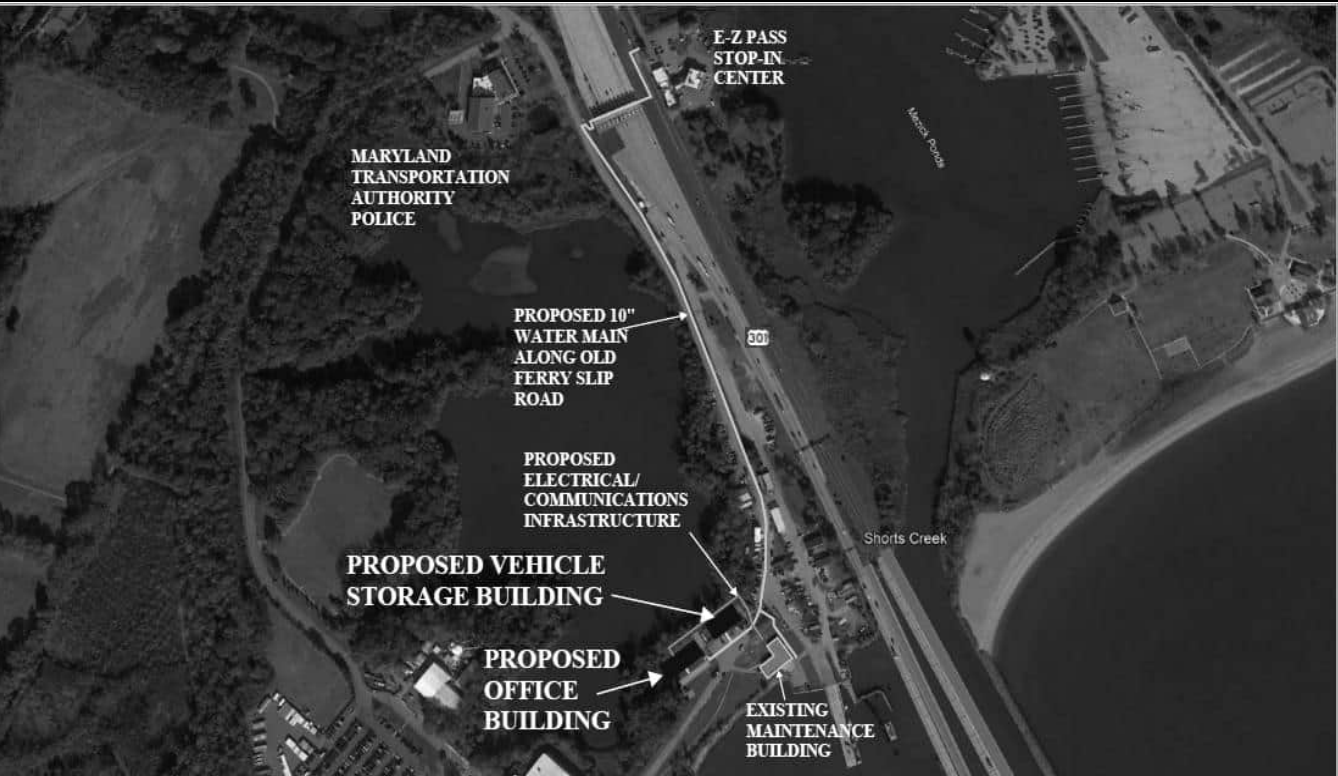 E-Z PASS
STOP-IN
CENTER
Mezick Ponds
MARYLAND
TRANSPORTATION
AUTHORITY
POLICE
PROPOSED 10"
WATER MAIN
ALONG OLD
FERRY SLIP
ROAD
301
PROPOSED
ELECTRICAL/
COMMUNICATIONS
INFRASTRUCTURE
Shorts Creek
PROPOSED VEHICLE
STORAGE BUILDING
PROPOSED
OFFICE
BUILDING
EXISTING
MAINTENANCE
BUILDING